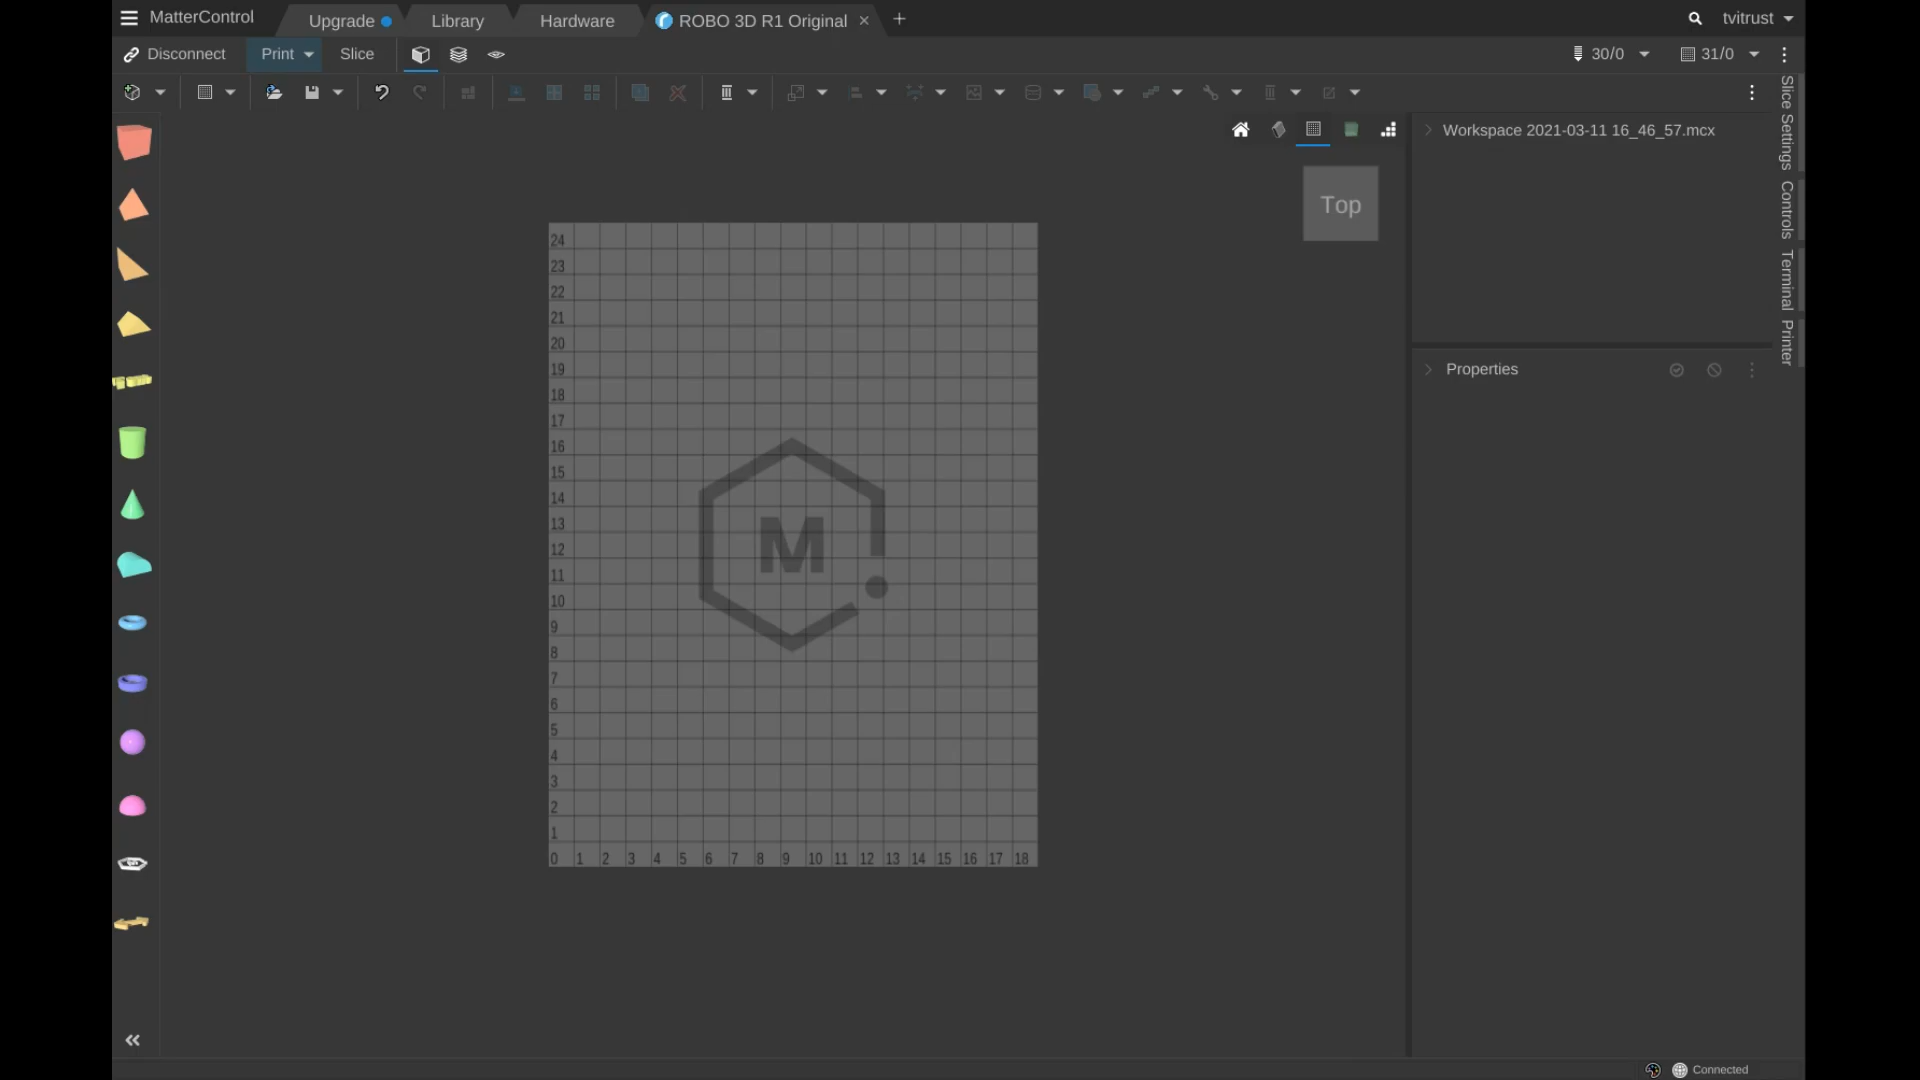 MatterControl
Upgrade
Library
Hardware
ROBO 3D R1 Original
tvitrust
Disconnect
Print
Slice
30/0
31/0
Slice Settings
Controls
Terminal
Printer
Workspace 2021-03-11 16_46_57.mcx
Top
Properties
24
23
22
21
20
19
18
17
16
15
14
13
12
11
10
9
8
7
6
5
4
3
2
1
0 1 2 3 4 5 6 7 8 9 10 11 12 13 14 15 16 17 18
M
Connected